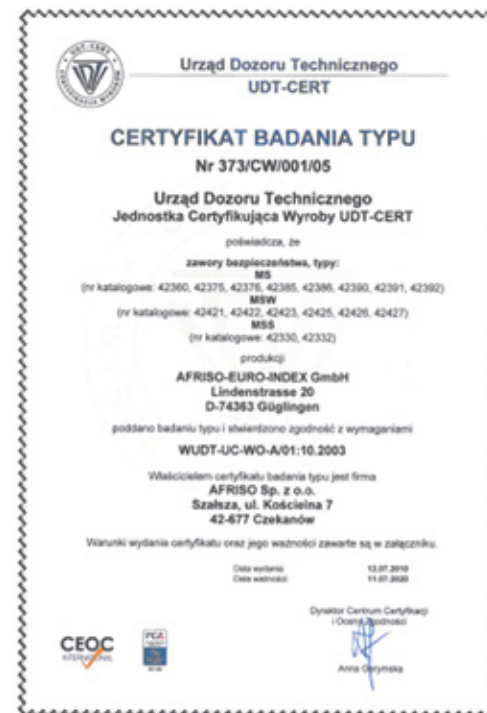 UDT-CERT
Urząd Dozoru Technicznego
UDT-CERT
CERTYFIKAT BADANIA TYPU
Nr 373/CW/001/05
Urząd Dozoru Technicznego
Jednostka Certyfikująca Wyroby UDT-CERT
poświadcza, że
zawory bezpieczeństwa, typy:
MS
(nr katalogowe: 42360, 42375, 42376, 42385, 42386, 42390, 42391, 42392)
MSW
(nr katalogowe: 42421, 42422, 42423, 42425, 42426, 42427)
MSS
(nr katalogowe: 42330, 42332)
produkcji
AFRISO-EURO-INDEX GmbH
Lindenstrasse 20
D-74363 Güglingen
poddano badaniu typu i stwierdzono zgodność z wymaganiami
WUDT-UC-WO-A/01:10.2003
Właścicielem certyfikatu badania typu jest firma
AFRISO Sp. z o.o.
Szałsza, ul. Kościelna 7
42-677 Czekanów
Warunki wydania certyfikatu oraz jego ważności zawarte są w załączniku.
Data wydania: 12.07.2010
Data ważności: 11.07.2020
Dyrektor Centrum Certyfikacji
i Oceny Zgodności
CEOC
INTERNATIONAL
PCA
Anna